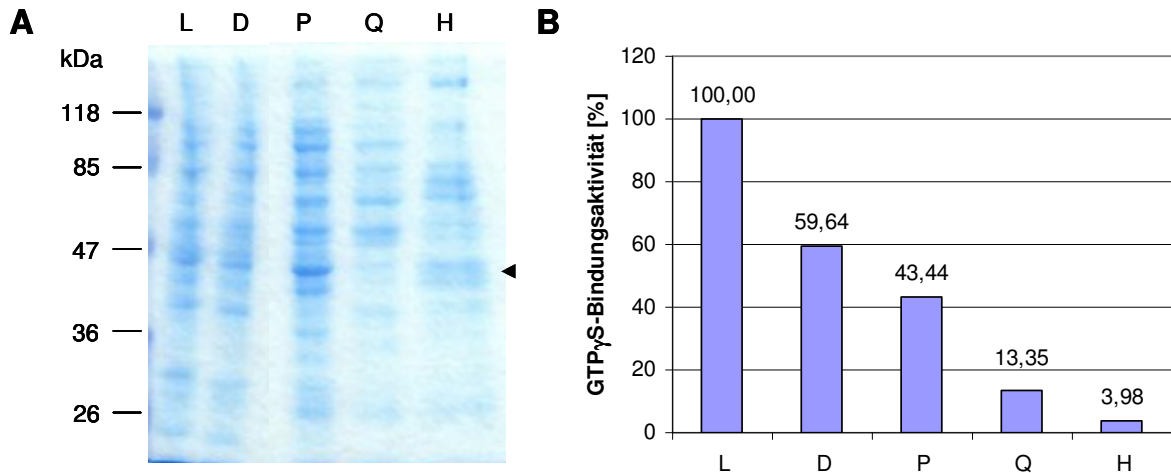 A
L D P Q H
kDa
118
85
47
36
26
B
GTPγS-Bindungsaktivität [%]
120
100
80
60
40
20
0
100,00
59,64
43,44
13,35
3,98
L D P Q H